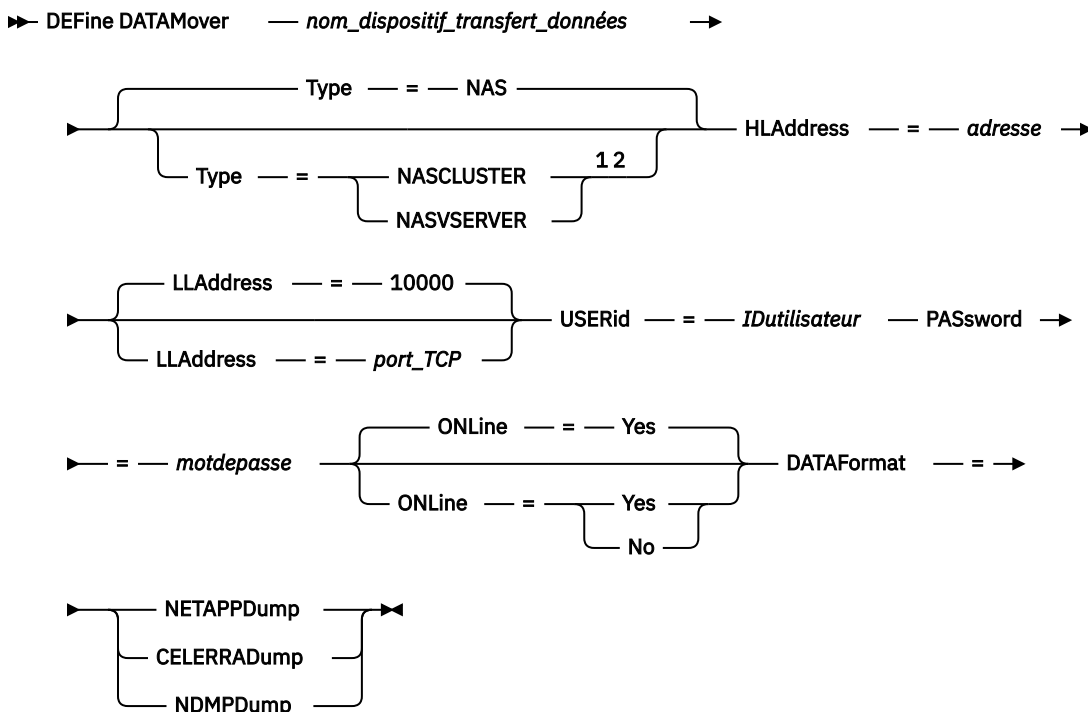 DEFine DATAMover — nom_dispositif_transfert_données
Type — = — NAS
HLAddress — = — adresse
1 2
Type — = NASCLUSTER
NASVSERVER
LLAddress — = — 10000
USERid — = — IDutilisateur — PASsword
LLAddress — = — port_TCP
ONLine — = — Yes
= — motdepasse DATAFormat — =
ONLine — = Yes
No
NETAPPDump
CELERRADump
NDMPDump